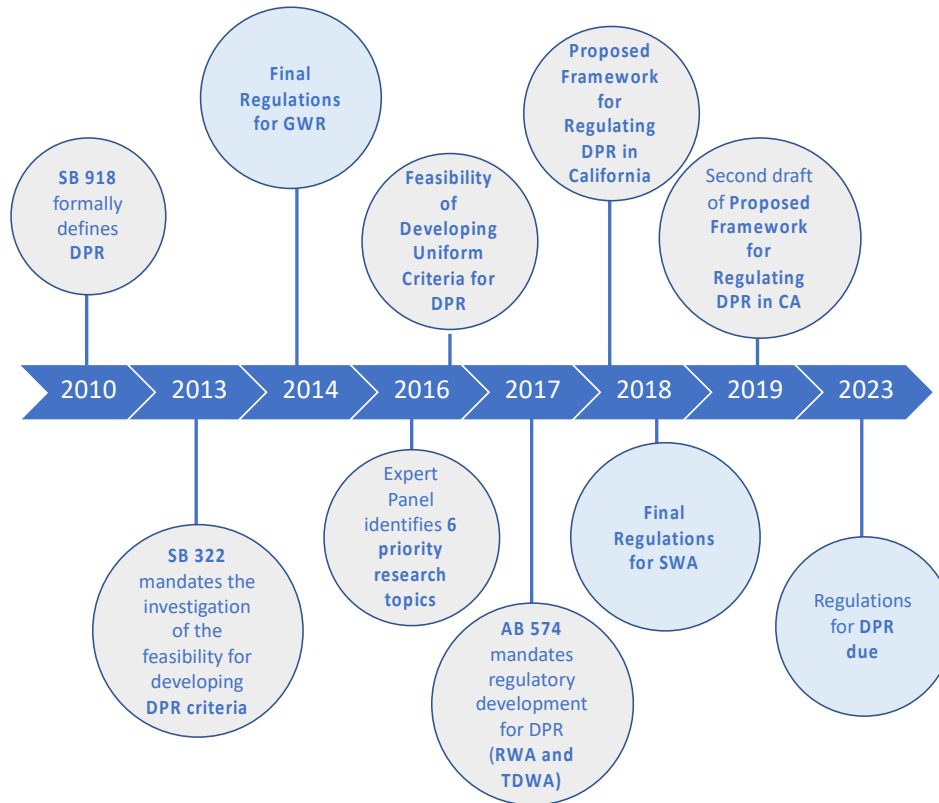 Final
Regulations
for GWR
Proposed
Framework
for
Regulating
DPR in
California
SB 918
formally
defines
DPR
Feasibility
of
Developing
Uniform
Criteria for
DPR
Second draft
of Proposed
Framework
for
Regulating
DPR in CA
2010
2013
2014
2016
2017
2018
2019
2023
SB 322
mandates the
investigation
of the
feasibility for
developing
DPR criteria
Expert
Panel
identifies 6
priority
research
topics
AB 574
mandates
regulatory
development
for DPR
(RWA and
TDWA)
Final
Regulations
for SWA
Regulations
for DPR
due